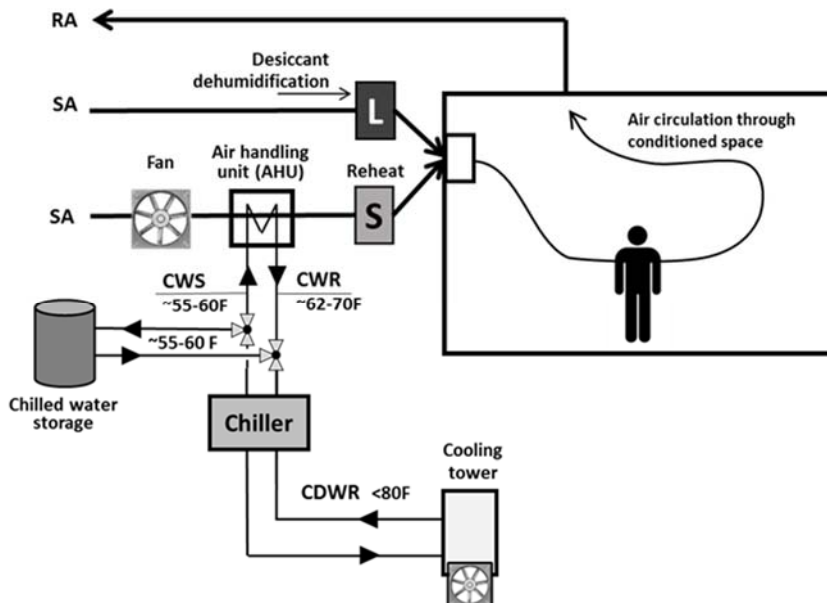 RA
Desiccant
dehumidification
SA
L
Air circulation through
conditioned space
Fan
Air handling
unit (AHU)
Reheat
SA
S
CWS
~55-60F
CWR
~62-70F
~55-60 F
Chilled water
storage
Chiller
Cooling
tower
CDWR <80F